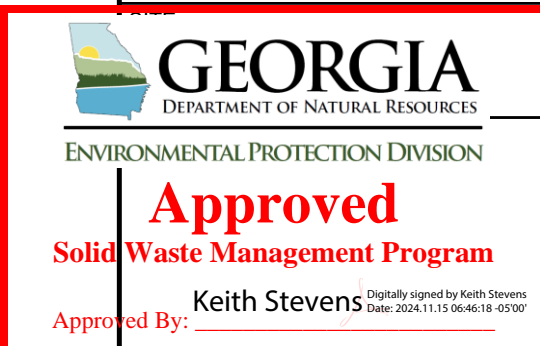 GEORGIA
DEPARTMENT OF NATURAL RESOURCES
ENVIRONMENTAL PROTECTION DIVISION
Approved
Solid Waste Management Program
Keith Stevens Digitally signed by Keith Stevens
Date: 2024.11.15 06:46:18 -05'00'
Approved By: